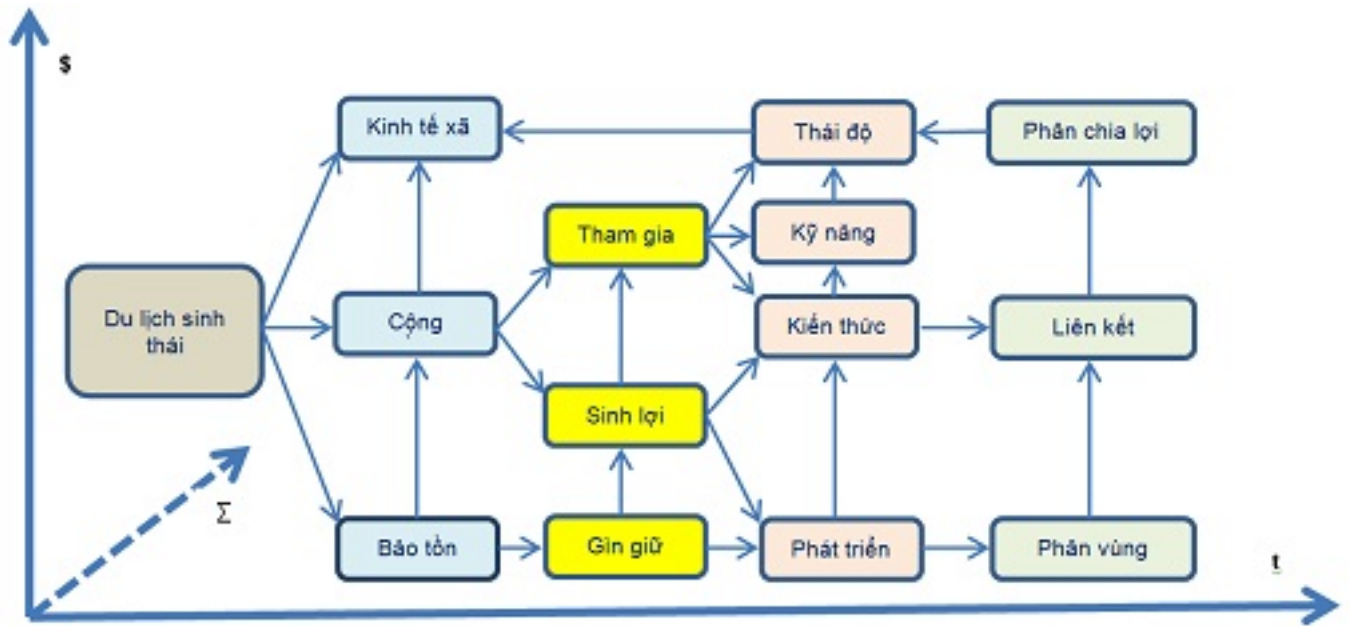 $
Kinh tế xã
Thái độ
Phân chia lợi
Tham gia
Kỹ năng
Du lịch sinh
thái
Cộng
Kiến thức
Liên kết
Sinh lợi
Σ
Bảo tồn
Gìn giữ
Phát triển
Phân vùng
t